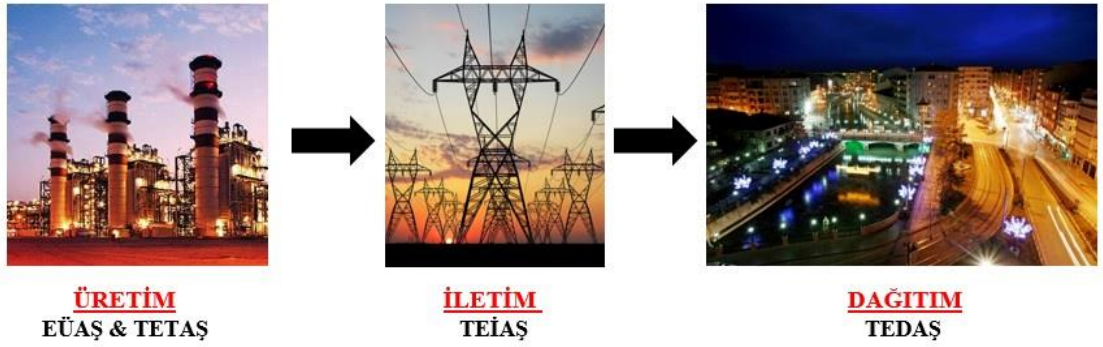 ÜRETİM
EÜAŞ & TETAŞ
İLETİM
TEİAŞ
DAĞITIM
TEDAŞ